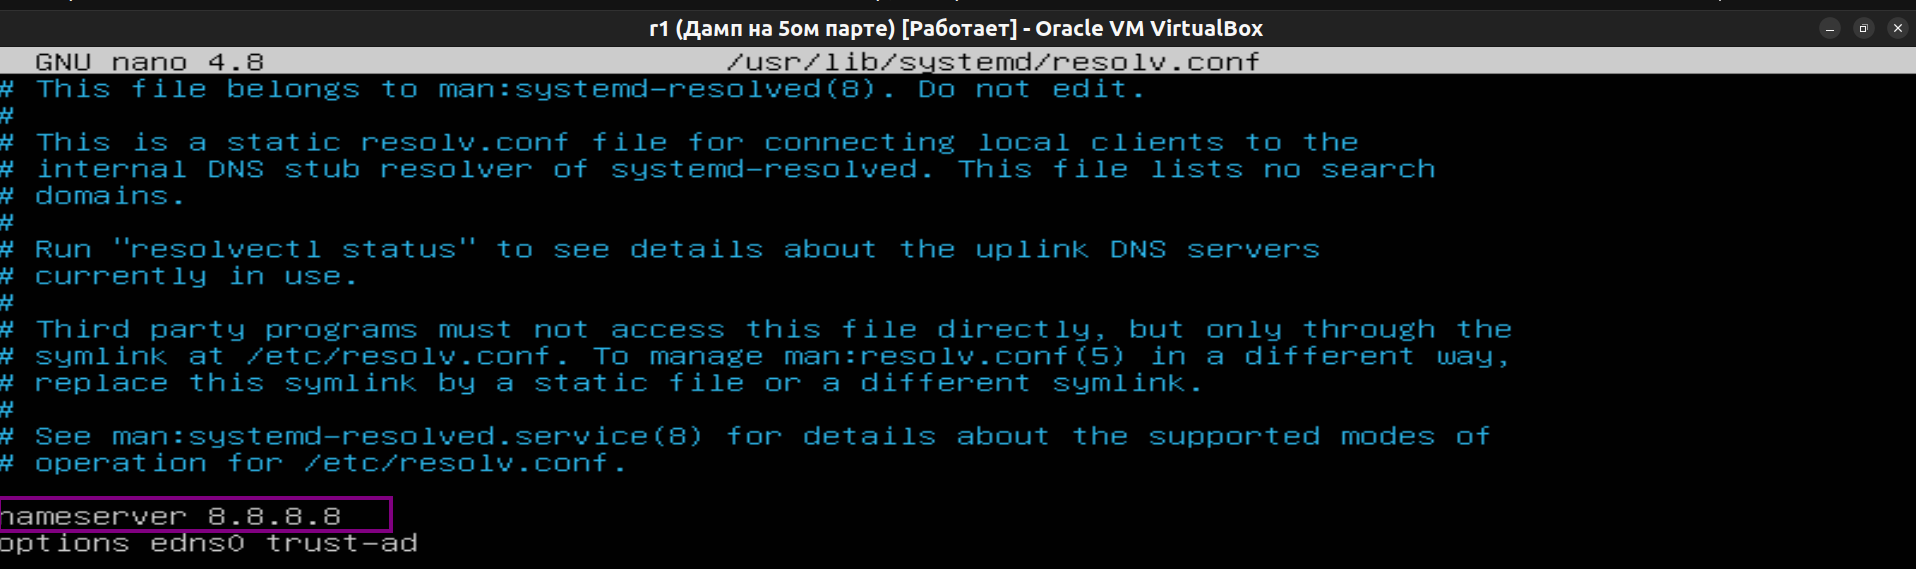 r1 (Дамп на 5ом парте) [Работает] - Oracle VM VirtualBox
GNU nano 4.8 /usr/lib/systemd/resolv.conf
# This file belongs to man:systemd-resolved(8). Do not edit.
#
# This is a static resolv.conf file for connecting local clients to the
# internal DNS stub resolver of systemd-resolved. This file lists no search
# domains.
#
# Run "resolvectl status" to see details about the uplink DNS servers
# currently in use.
#
# Third party programs must not access this file directly, but only through the
# symlink at /etc/resolv.conf. To manage man:resolv.conf(5) in a different way,
# replace this symlink by a static file or a different symlink.
#
# See man:systemd-resolved.service(8) for details about the supported modes of
# operation for /etc/resolv.conf.
nameserver 8.8.8.8
options edns0 trust-ad